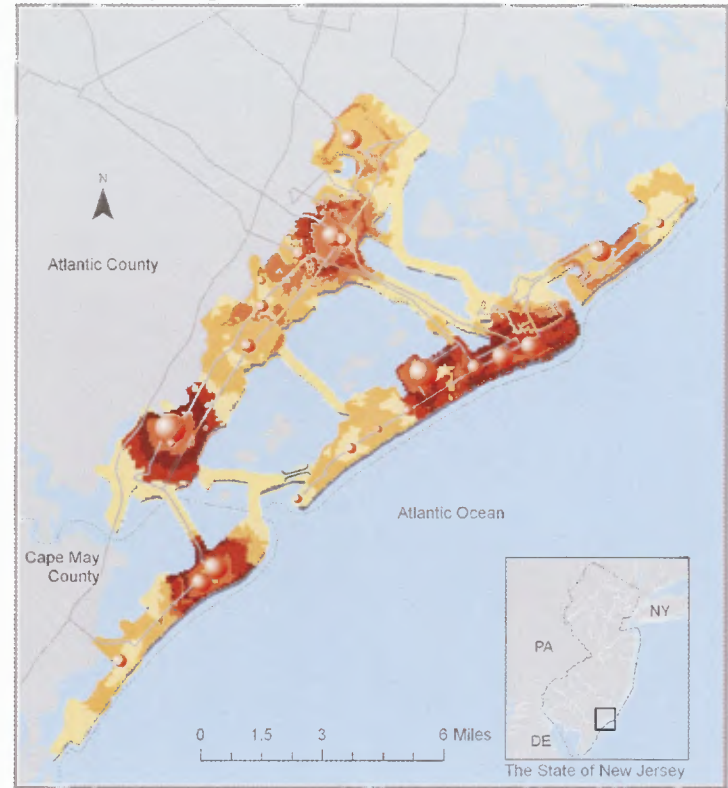 N
Atlantic County
Atlantic Ocean
Cape May
County
NY
PA
DE
0 1.5 3 6 Miles
The State of New Jersey